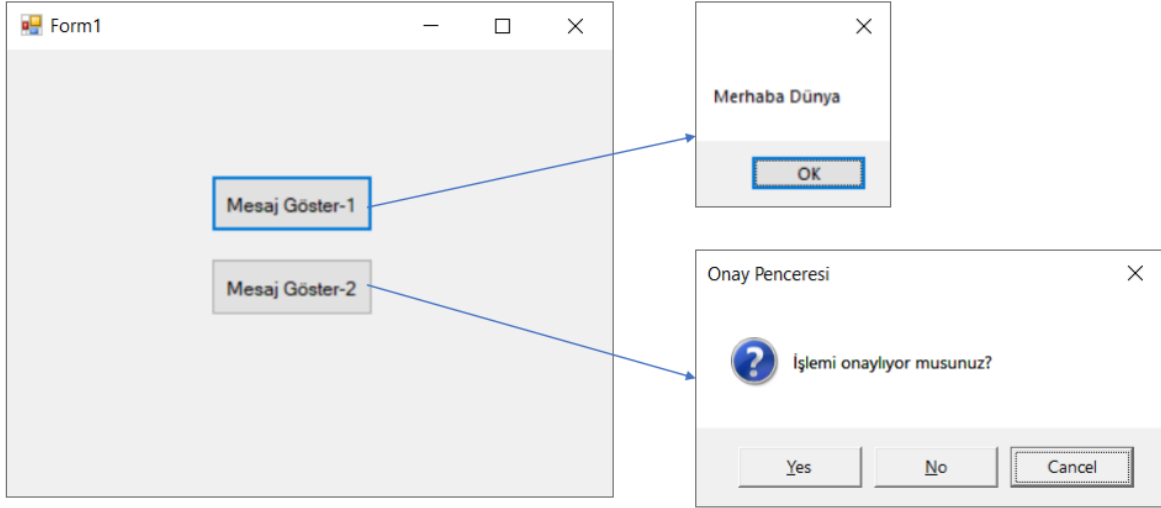 Form1
Mesaj Göster-1
Mesaj Göster-2
Merhaba Dünya
OK
Onay Penceresi
İşlemi onaylıyor musunuz?
Yes
No
Cancel